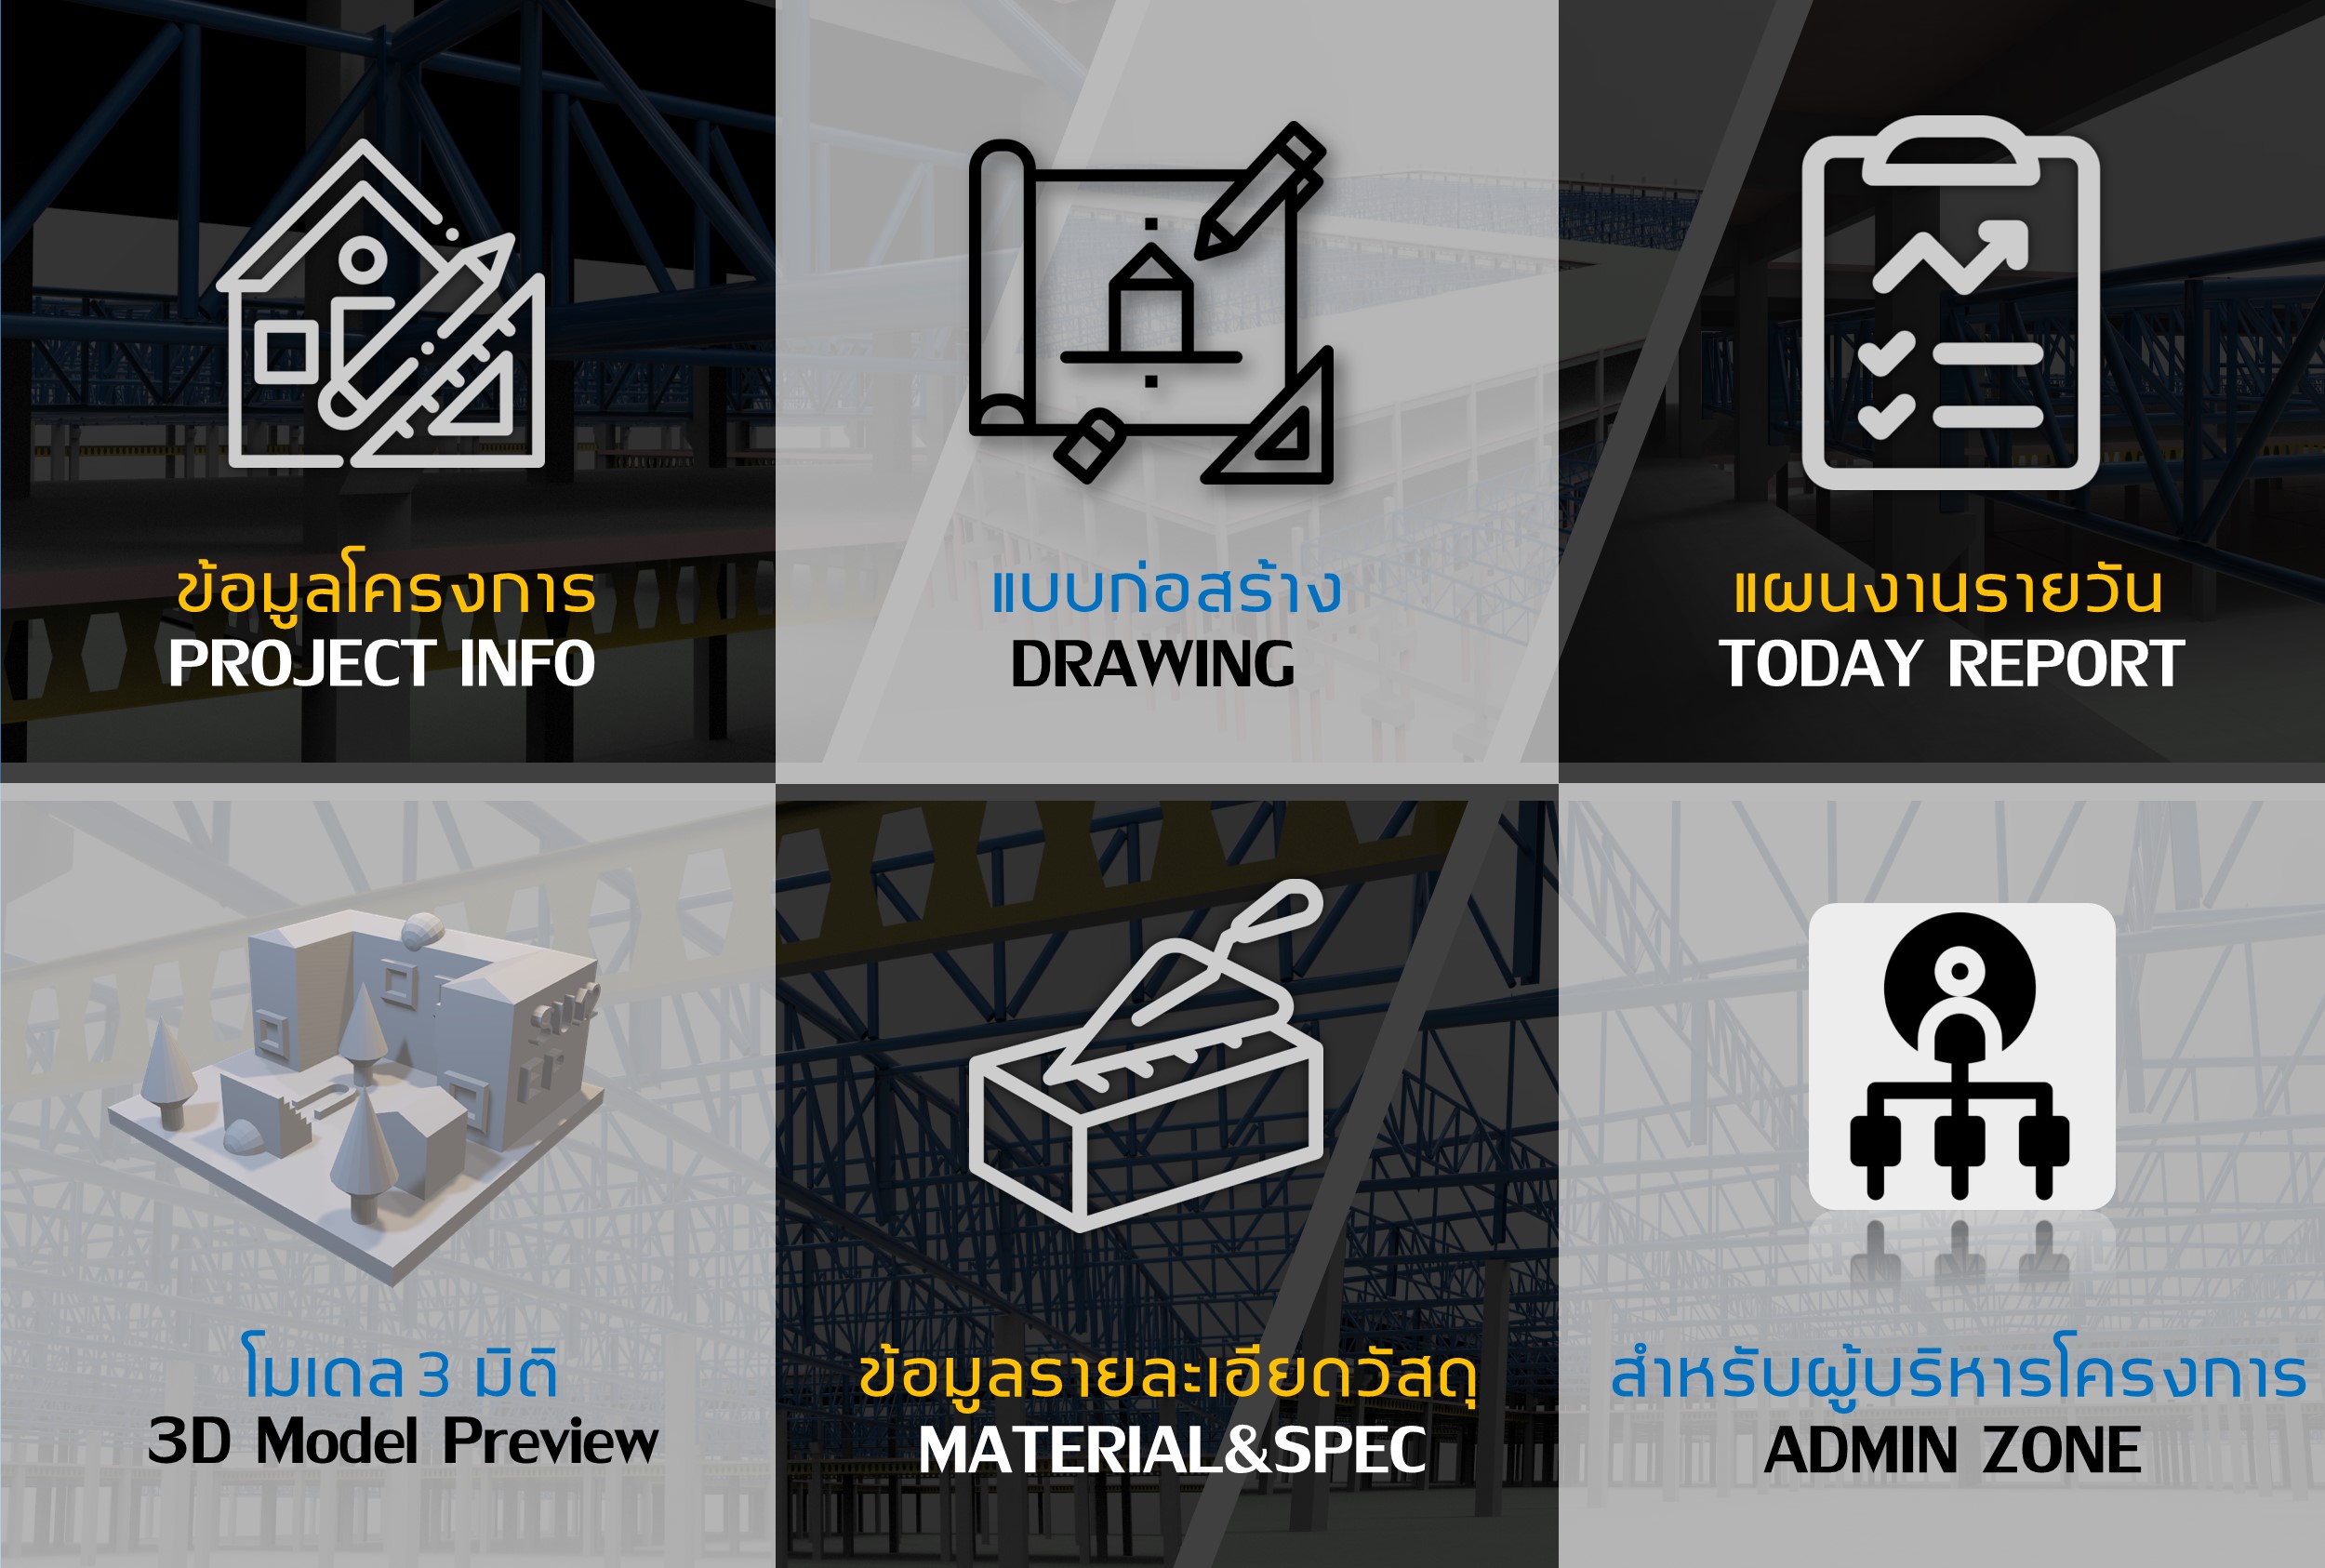 ข้อมูลโครงการ
PROJECT INFO
แบบก่อสร้าง
DRAWING
แผนงานรายวัน
TODAY REPORT
โมเดล 3 มิติ
3D Model Preview
ข้อมูลรายละเอียดวัสดุ
MATERIAL&SPEC
สำหรับผู้บริหารโครงการ
ADMIN ZONE